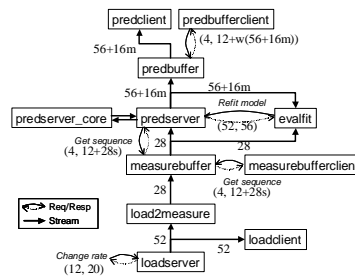 predclient
predbufferclient
56+16m
(4, 12+w(56+16m))
predbuffer
56+16m
56+16m
Refit model
predserver_core
predserver
evalfit
Get sequence
(52, 56)
(4, 12+28s)
28
28
measurebuffer
measurebufferclient
Get sequence
28
(4, 12+28s)
Req/Resp
Stream
load2measure
Change rate
52
loadclient
52
(12, 20)
loadserver